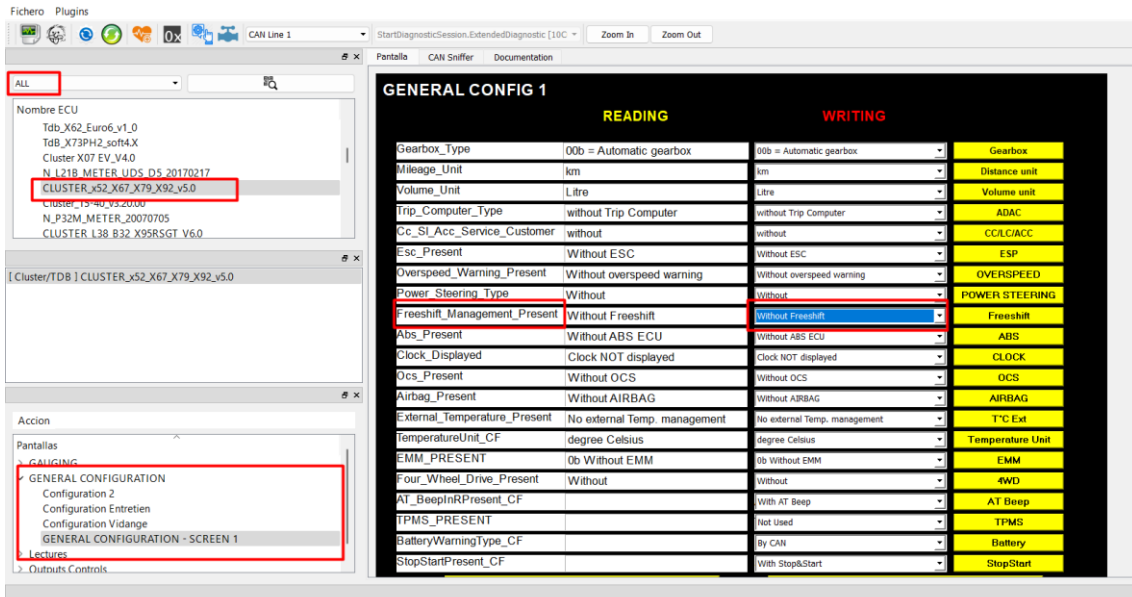 Fichero Plugins
0x CAN Line 1 StartDiagnosticSession.ExtendedDiagnostic [10C Zoom In Zoom Out
Pantalla CAN Sniffer Documentation
ALL
Nombre ECU
Tdb_X62_Euro6_v1_0
TdB_X73PH2_soft4.X
Cluster X07 EV_V4.0
N_L21B_METER_UDS_D5_20170217
CLUSTER_x52_X67_X79_X92_v5.0
Cluster_15-40_v3.20.00
N_P32M_METER_20070705
CLUSTER_L38_B32_X95RSGT_V6.0
[ Cluster/TDB ] CLUSTER_x52_X67_X79_X92_v5.0
Accion
Pantallas
GAUGING
GENERAL CONFIGURATION
Configuration 2
Configuration Entretien
Configuration Vidange
GENERAL CONFIGURATION - SCREEN 1
Lectures
Outputs Controls
GENERAL CONFIG 1
READING WRITING
Gearbox_Type 00b = Automatic gearbox 00b = Automatic gearbox Gearbox
Mileage_Unit km km Distance unit
Volume_Unit Litre Litre Volume unit
Trip_Computer_Type without Trip Computer without Trip Computer ADAC
Cc_Sl_Acc_Service_Customer without without CC/LC/ACC
Esc_Present Without ESC Without ESC ESP
Overspeed_Warning_Present Without overspeed warning Without overspeed warning OVERSPEED
Power_Steering_Type Without Without POWER STEERING
Freeshift_Management_Present Without Freeshift Without Freeshift Freeshift
Abs_Present Without ABS ECU Without ABS ECU ABS
Clock_Displayed Clock NOT displayed Clock NOT displayed CLOCK
Ocs_Present Without OCS Without OCS OCS
Airbag_Present Without AIRBAG Without AIRBAG AIRBAG
External_Temperature_Present No external Temp. management No external Temp. management T°C Ext
TemperatureUnit_CF degree Celsius degree Celsius Temperature Unit
EMM_PRESENT 0b Without EMM 0b Without EMM EMM
Four_Wheel_Drive_Present Without Without 4WD
AT_BeepInRPresent_CF With AT Beep AT Beep
TPMS_PRESENT Not Used TPMS
BatteryWarningType_CF By CAN Battery
StopStartPresent_CF With Stop&Start StopStart